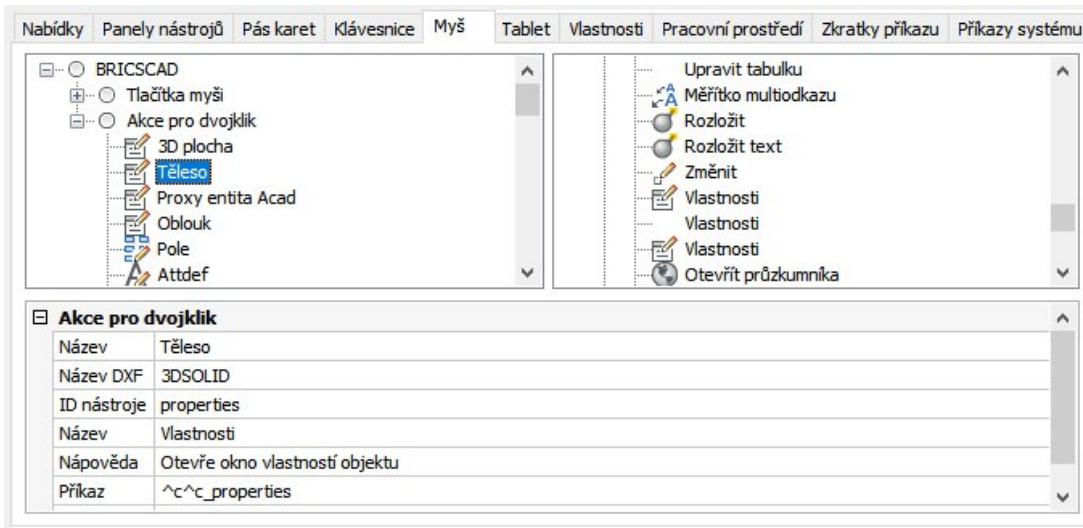 Nabídky Panely nástrojů Pás karet Klávesnice Myš Tablet Vlastnosti Pracovní prostředí Zkratky příkazu Příkazy systému
BRICSCAD
Tlačítka myši
Akce pro dvojklik
3D plocha
Těleso
Proxy entita Acad
Oblouk
Pole
Attdef
Upravit tabulku
Měřítko multiodkazu
Rozložit
Rozložit text
Změnit
Vlastnosti
Vlastnosti
Vlastnosti
Otevřít průzkumníka
Akce pro dvojklik
Název Těleso
Název DXF 3DSOLID
ID nástroje properties
Název Vlastnosti
Nápověda Otevře okno vlastností objektu
Příkaz ^c^c_properties